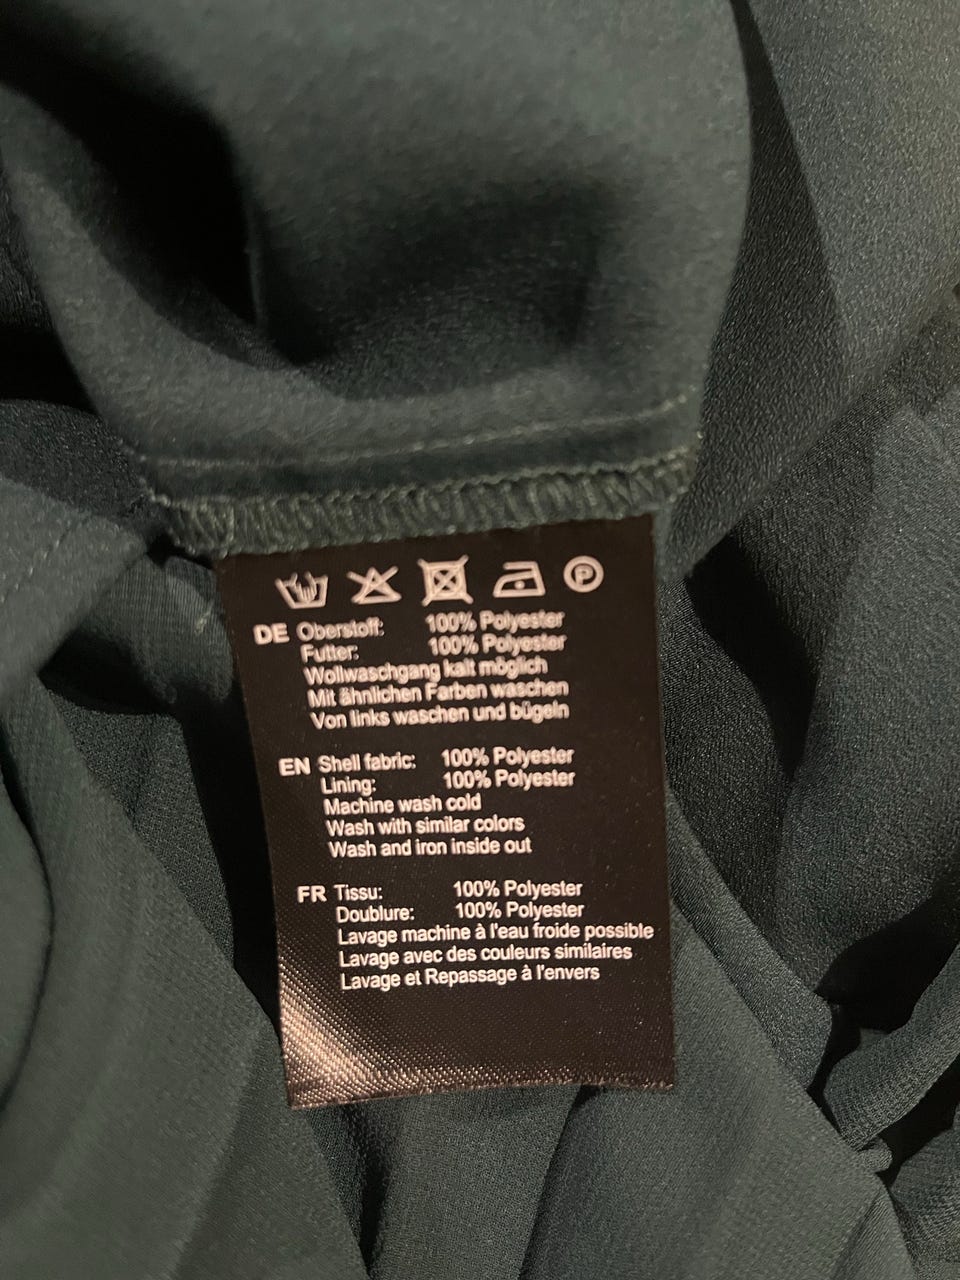 P
DE Oberstoff: 100% Polyester
Futter: 100% Polyester
Wollwaschgang kalt möglich
Mit ähnlichen Farben waschen
Von links waschen und bügeln
EN Shell fabric: 100% Polyester
Lining: 100% Polyester
Machine wash cold
Wash with similar colors
Wash and iron inside out
FR Tissu: 100% Polyester
Doublure: 100% Polyester
Lavage machine à l'eau froide possible
Lavage avec des couleurs similaires
Lavage et Repassage à l'envers